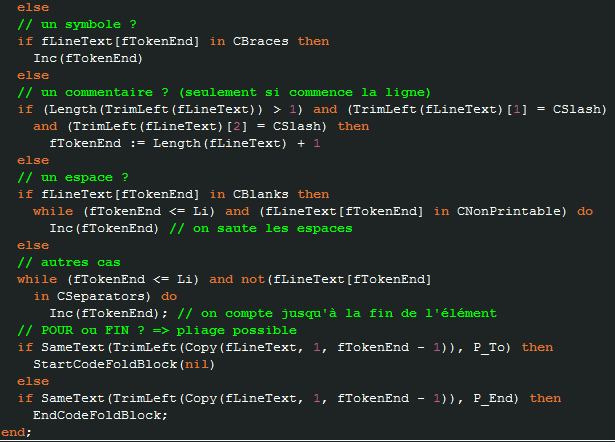 else
// un symbole ?
if fLineText[fTokenEnd] in CBraces then
Inc(fTokenEnd)
else
// un commentaire ? (seulement si commence la ligne)
if (Length(TrimLeft(fLineText)) > 1) and (TrimLeft(fLineText)[1] = CSlash)
and (TrimLeft(fLineText)[2] = CSlash) then
fTokenEnd := Length(fLineText) + 1
else
// un espace ?
if fLineText[fTokenEnd] in CBlanks then
while (fTokenEnd <= Li) and (fLineText[fTokenEnd] in CNonPrintable) do
Inc(fTokenEnd) // on saute les espaces
else
// autres cas
while (fTokenEnd <= Li) and not(fLineText[fTokenEnd]
in CSeparators) do
Inc(fTokenEnd); // on compte jusqu'à la fin de l'élément
// POUR ou FIN ? => pliage possible
if SameText(TrimLeft(Copy(fLineText, 1, fTokenEnd - 1)), P_To) then
StartCodeFoldBlock(nil)
else
if SameText(TrimLeft(Copy(fLineText, 1, fTokenEnd - 1)), P_End) then
EndCodeFoldBlock;
end;